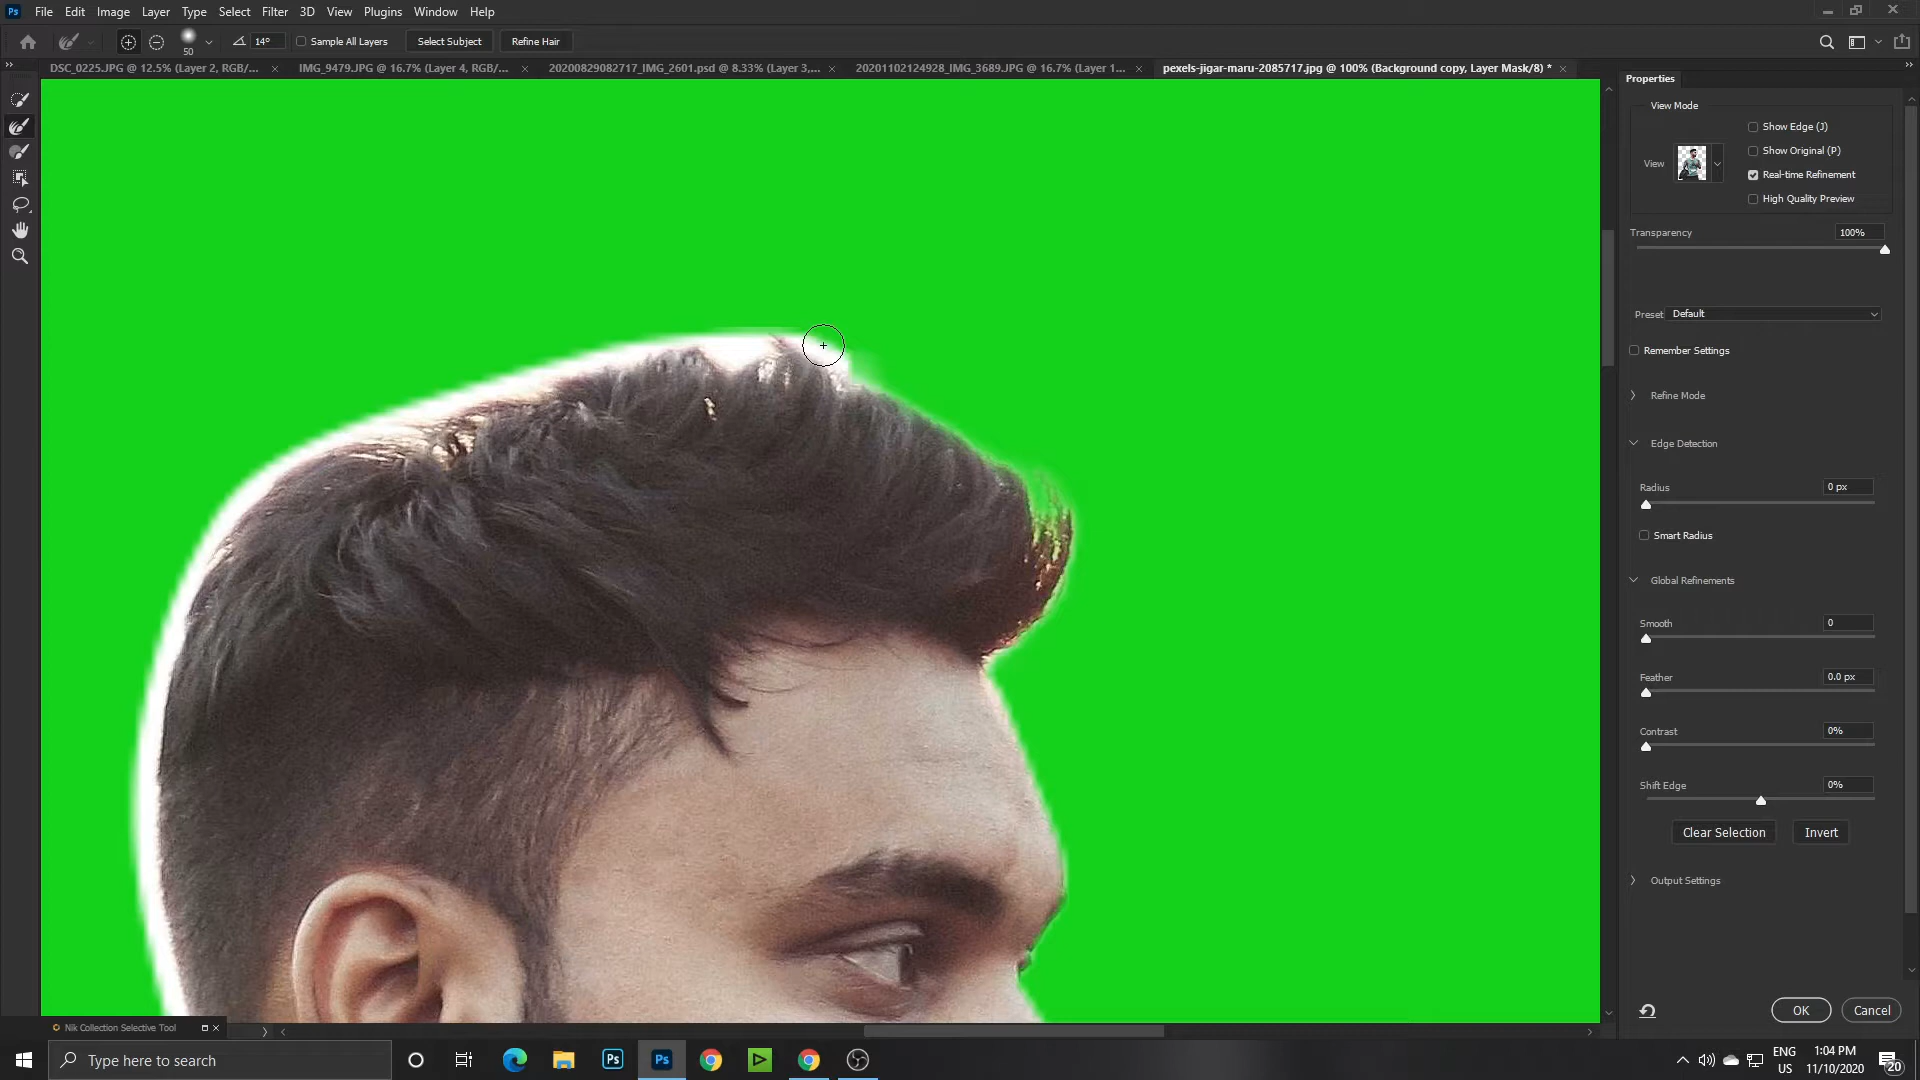 Ps File Edit Image Layer Type Select Filter 3D View Plugins Window Help
50 14° Sample All Layers Select Subject Refine Hair
DSC_0225.JPG @ 12.5% (Layer 2, RGB/... × IMG_9479.JPG @ 16.7% (Layer 4, RGB/... × 20200829082717_IMG_2601.psd @ 8.33% (Layer 3,... × 20201102124928_IMG_3689.JPG @ 16.7% (Layer 1... × pexels-jigar-maru-2085717.jpg @ 100% (Background copy, Layer Mask/8) * ×
Properties
View Mode
Show Edge (J)
Show Original (P)
View
Real-time Refinement
High Quality Preview
Transparency 100%
Preset Default
Remember Settings
Refine Mode
Edge Detection
Radius 0 px
Smart Radius
Global Refinements
Smooth 0
Feather 0.0 px
Contrast 0%
Shift Edge 0%
Clear Selection Invert
Output Settings
OK Cancel
Nik Collection Selective Tool
Type here to search
Ps Ps
ENG
US
1:04 PM
11/10/2020
20